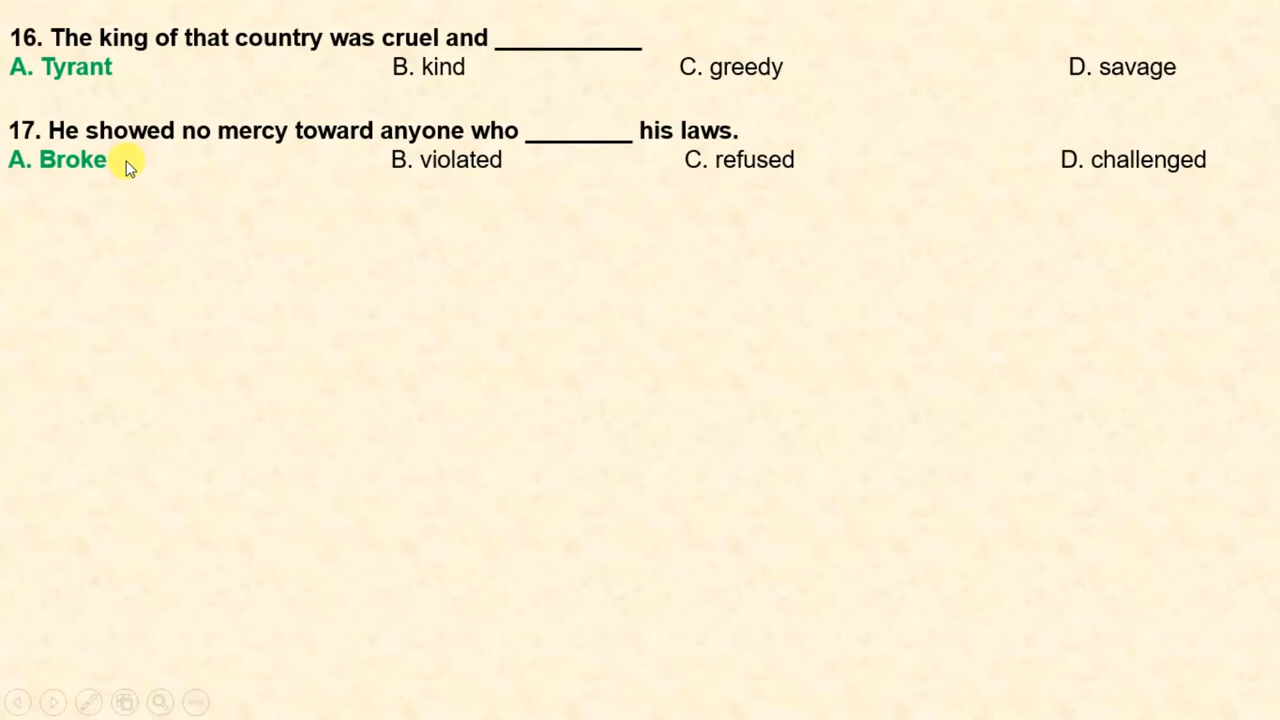 16. The king of that country was cruel and ___________
A. Tyrant B. kind C. greedy D. savage
17. He showed no mercy toward anyone who ________ his laws.
A. Broke B. violated C. refused D. challenged